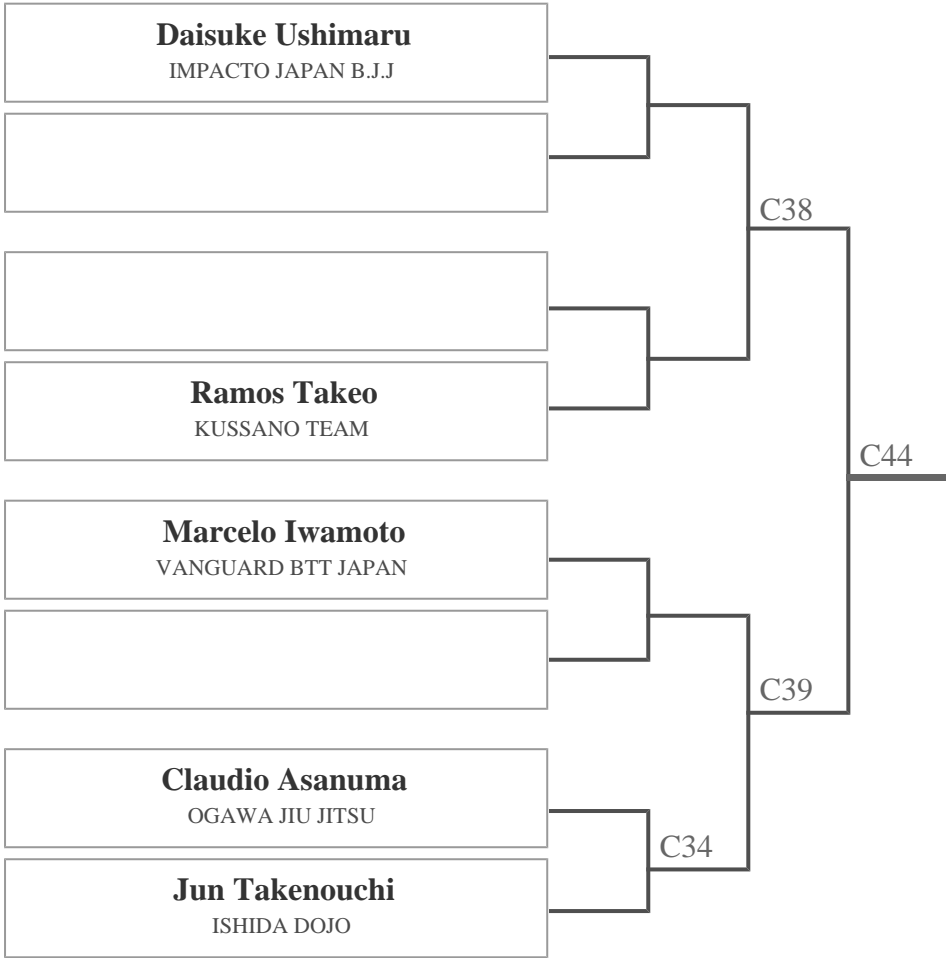 Daisuke Ushimaru
IMPACTO JAPAN B.J.J
C38
Ramos Takeo
KUSSANO TEAM
C44
Marcelo Iwamoto
VANGUARD BTT JAPAN
C39
Claudio Asanuma
OGAWA JIU JITSU
C34
Jun Takenouchi
ISHIDA DOJO